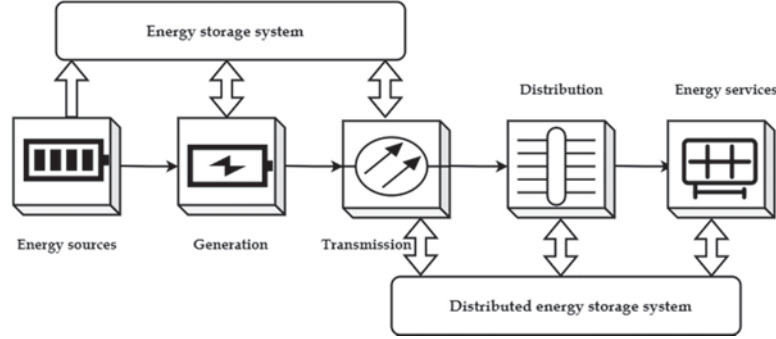 Energy storage system
Distribution
Energy services
Energy sources
Generation
Transmission
Distributed energy storage system